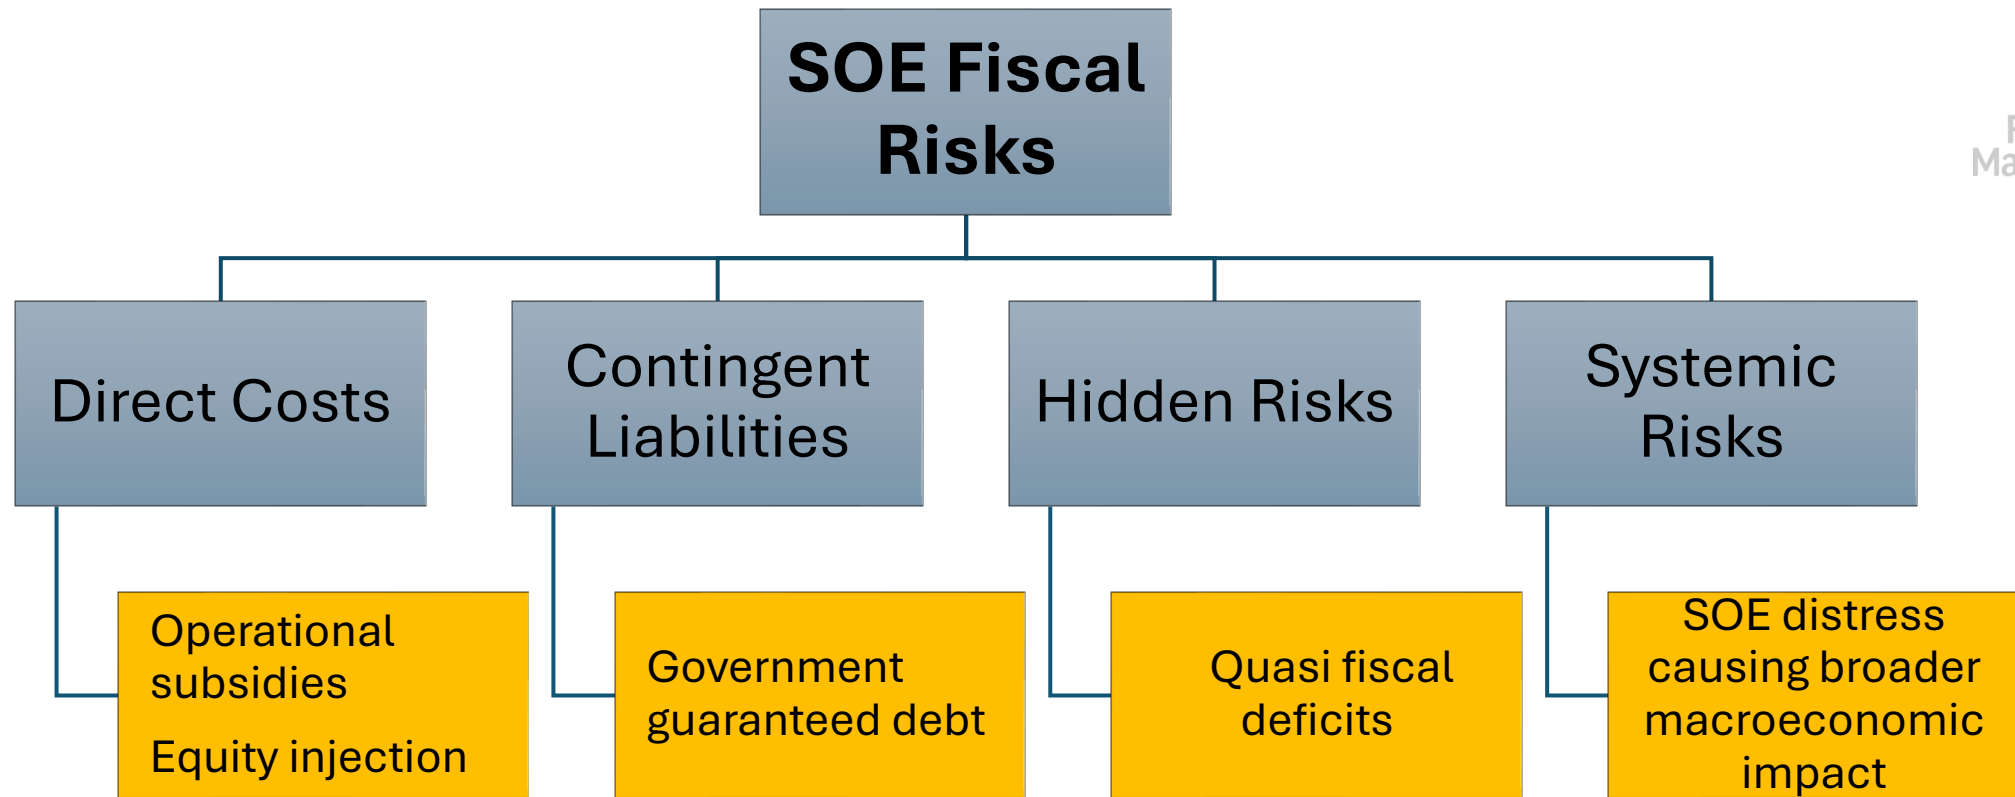 SOE Fiscal
Risks
Direct Costs
Contingent
Liabilities
Hidden Risks
Systemic
Risks
Operational
subsidies
Equity injection
Government
guaranteed debt
Quasi fiscal
deficits
SOE distress
causing broader
macroeconomic
impact